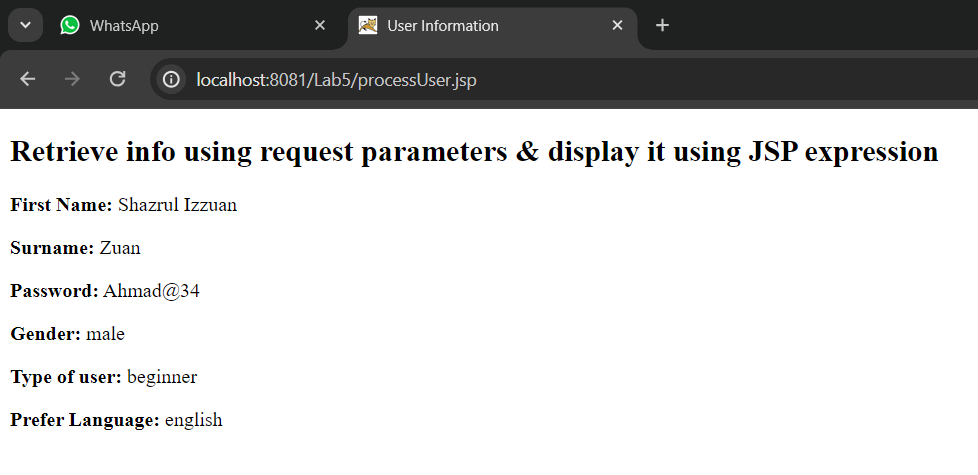 WhatsApp
User Information
localhost:8081/Lab5/processUser.jsp
Retrieve info using request parameters & display it using JSP expression
First Name: Shazrul Izzuan
Surname: Zuan
Password: Ahmad@34
Gender: male
Type of user: beginner
Prefer Language: english